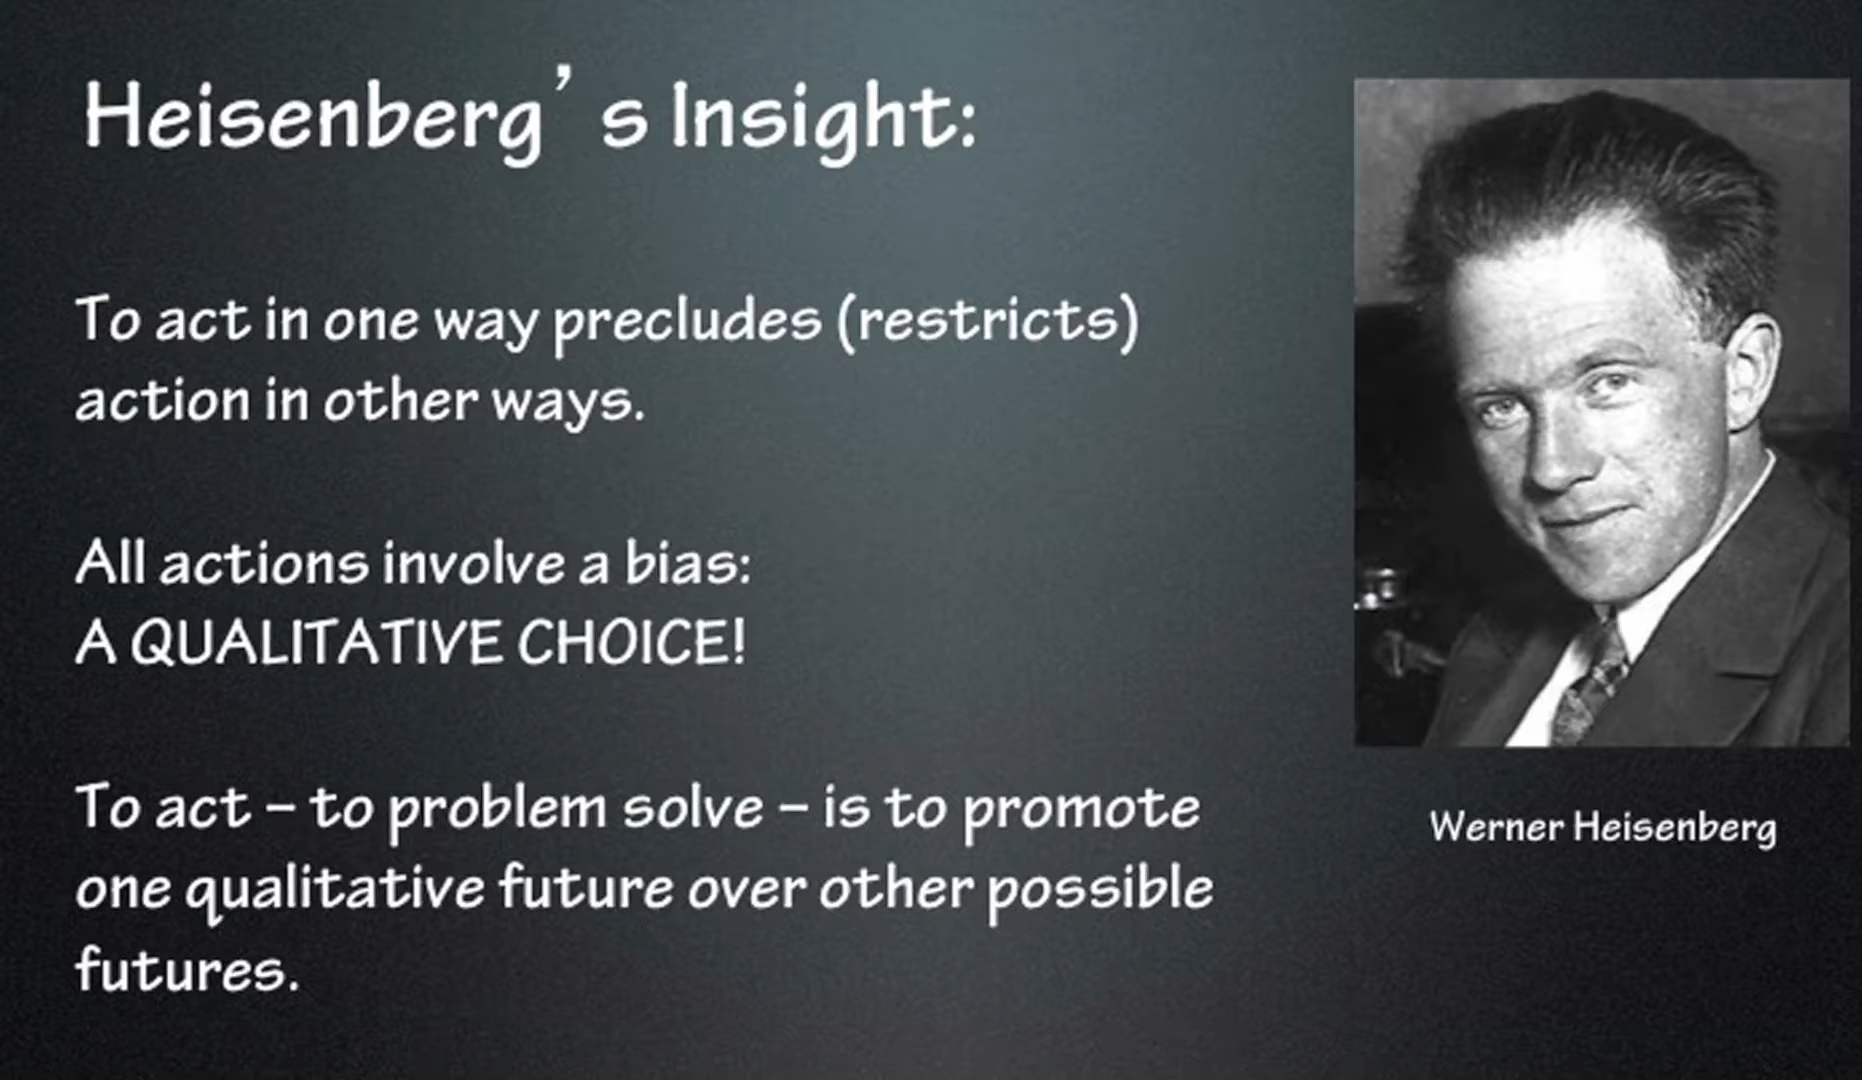 Heisenberg’s Insight:
To act in one way precludes (restricts)
action in other ways.
All actions involve a bias:
A QUALITATIVE CHOICE!
To act – to problem solve – is to promote
one qualitative future over other possible
futures.
Werner Heisenberg